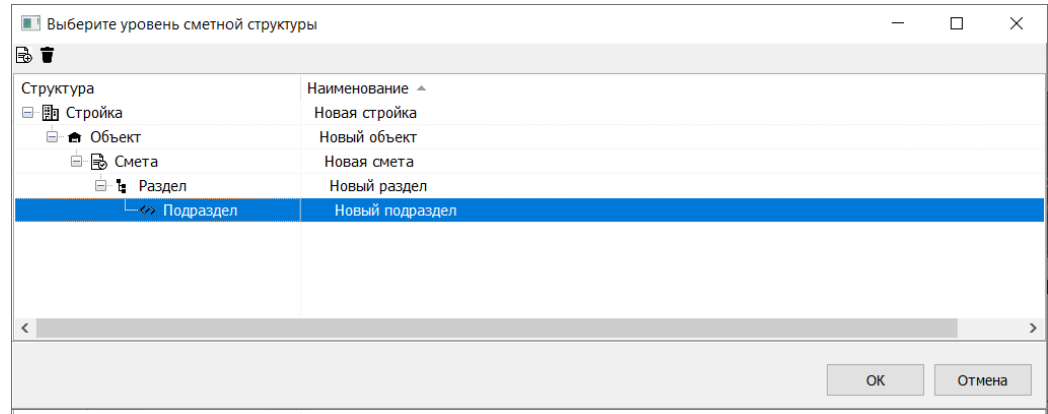 Выберите уровень сметной структуры
Структура Наименование
Стройка Новая стройка
Объект Новый объект
Смета Новая смета
Раздел Новый раздел
Подраздел Новый подраздел
OK Отмена